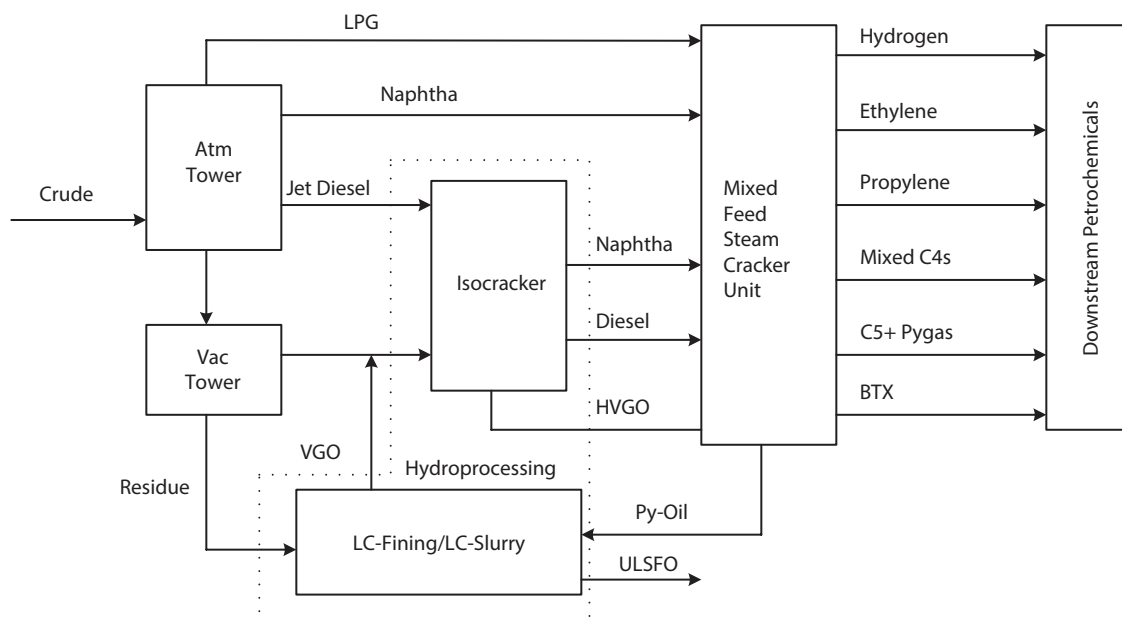 LPG
Hydrogen
Naphtha
Ethylene
Atm
Tower
Crude
Jet Diesel
Mixed
Feed
Steam
Cracker
Unit
Propylene
Downstream Petrochemicals
Naphtha
Mixed C4s
Isocracker
Diesel
C5+ Pygas
Vac
Tower
HVGO
BTX
VGO
Hydroprocessing
Residue
Py-Oil
LC-Fining/LC-Slurry
ULSFO